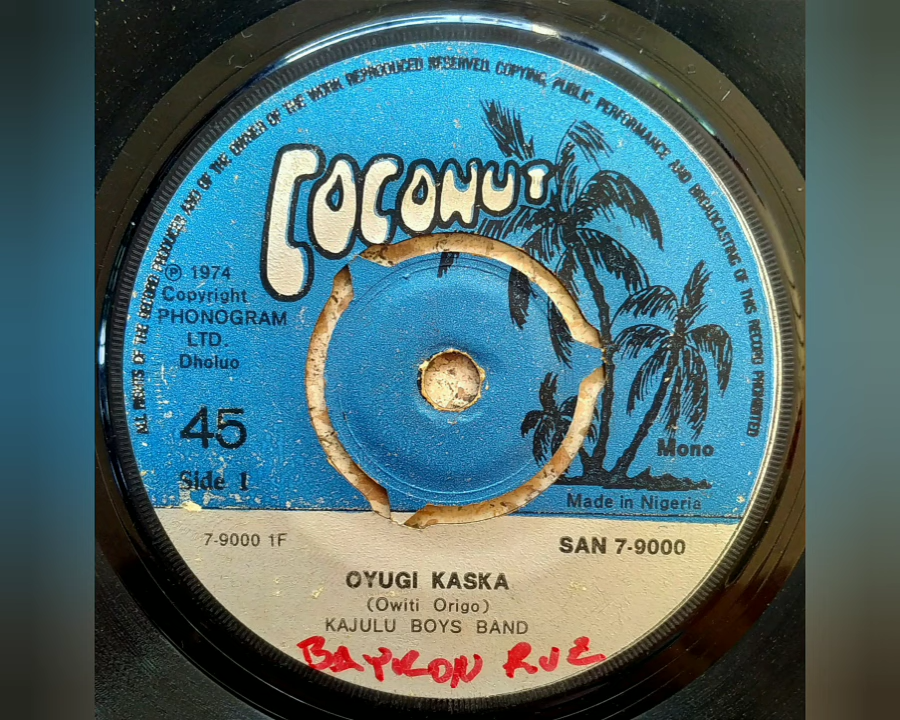 ALL RIGHTS OF THE RECORD PRODUCER AND OF THE OWNER OF THE WORK REPRODUCED RESERVED. COPYING, PUBLIC PERFORMANCE AND BROADCASTING OF THIS RECORD PROHIBITED
COCONUT
Ⓟ 1974
Copyright
PHONOGRAM
LTD.
Dholuo
45
Side 1
Mono
Made in Nigeria
7-9000 1F
SAN 7-9000
OYUGI KASKA
(Owiti Origo)
KAJULU BOYS BAND